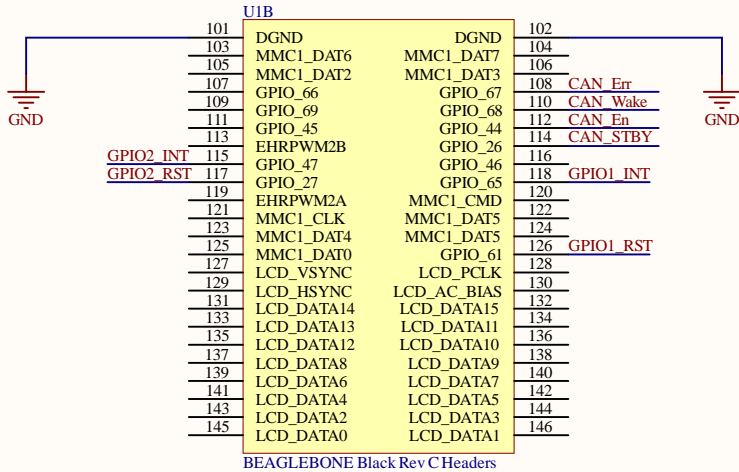 U1B
101 DGND DGND 102
103 MMC1_DAT6 MMC1_DAT7 104
105 MMC1_DAT2 MMC1_DAT3 106
107 GPIO_66 GPIO_67 108 CAN_Err
109 GPIO_69 GPIO_68 110 CAN_Wake
GND
GND
111 GPIO_45 GPIO_44 112 CAN_En
113 EHRPWM2B GPIO_26 114 CAN_STBY
GPIO2_INT 115 GPIO_47 GPIO_46 116
GPIO2_RST 117 GPIO_27 GPIO_65 118 GPIO1_INT
119 EHRPWM2A MMC1_CMD 120
121 MMC1_CLK MMC1_DAT5 122
123 MMC1_DAT4 MMC1_DAT5 124
125 MMC1_DAT0 GPIO_61 126 GPIO1_RST
127 LCD_VSYNC LCD_PCLK 128
129 LCD_HSYNC LCD_AC_BIAS 130
131 LCD_DATA14 LCD_DATA15 132
133 LCD_DATA13 LCD_DATA11 134
135 LCD_DATA12 LCD_DATA10 136
137 LCD_DATA8 LCD_DATA9 138
139 LCD_DATA6 LCD_DATA7 140
141 LCD_DATA4 LCD_DATA5 142
143 LCD_DATA2 LCD_DATA3 144
145 LCD_DATA0 LCD_DATA1 146
BEAGLEBONE Black Rev C Headers